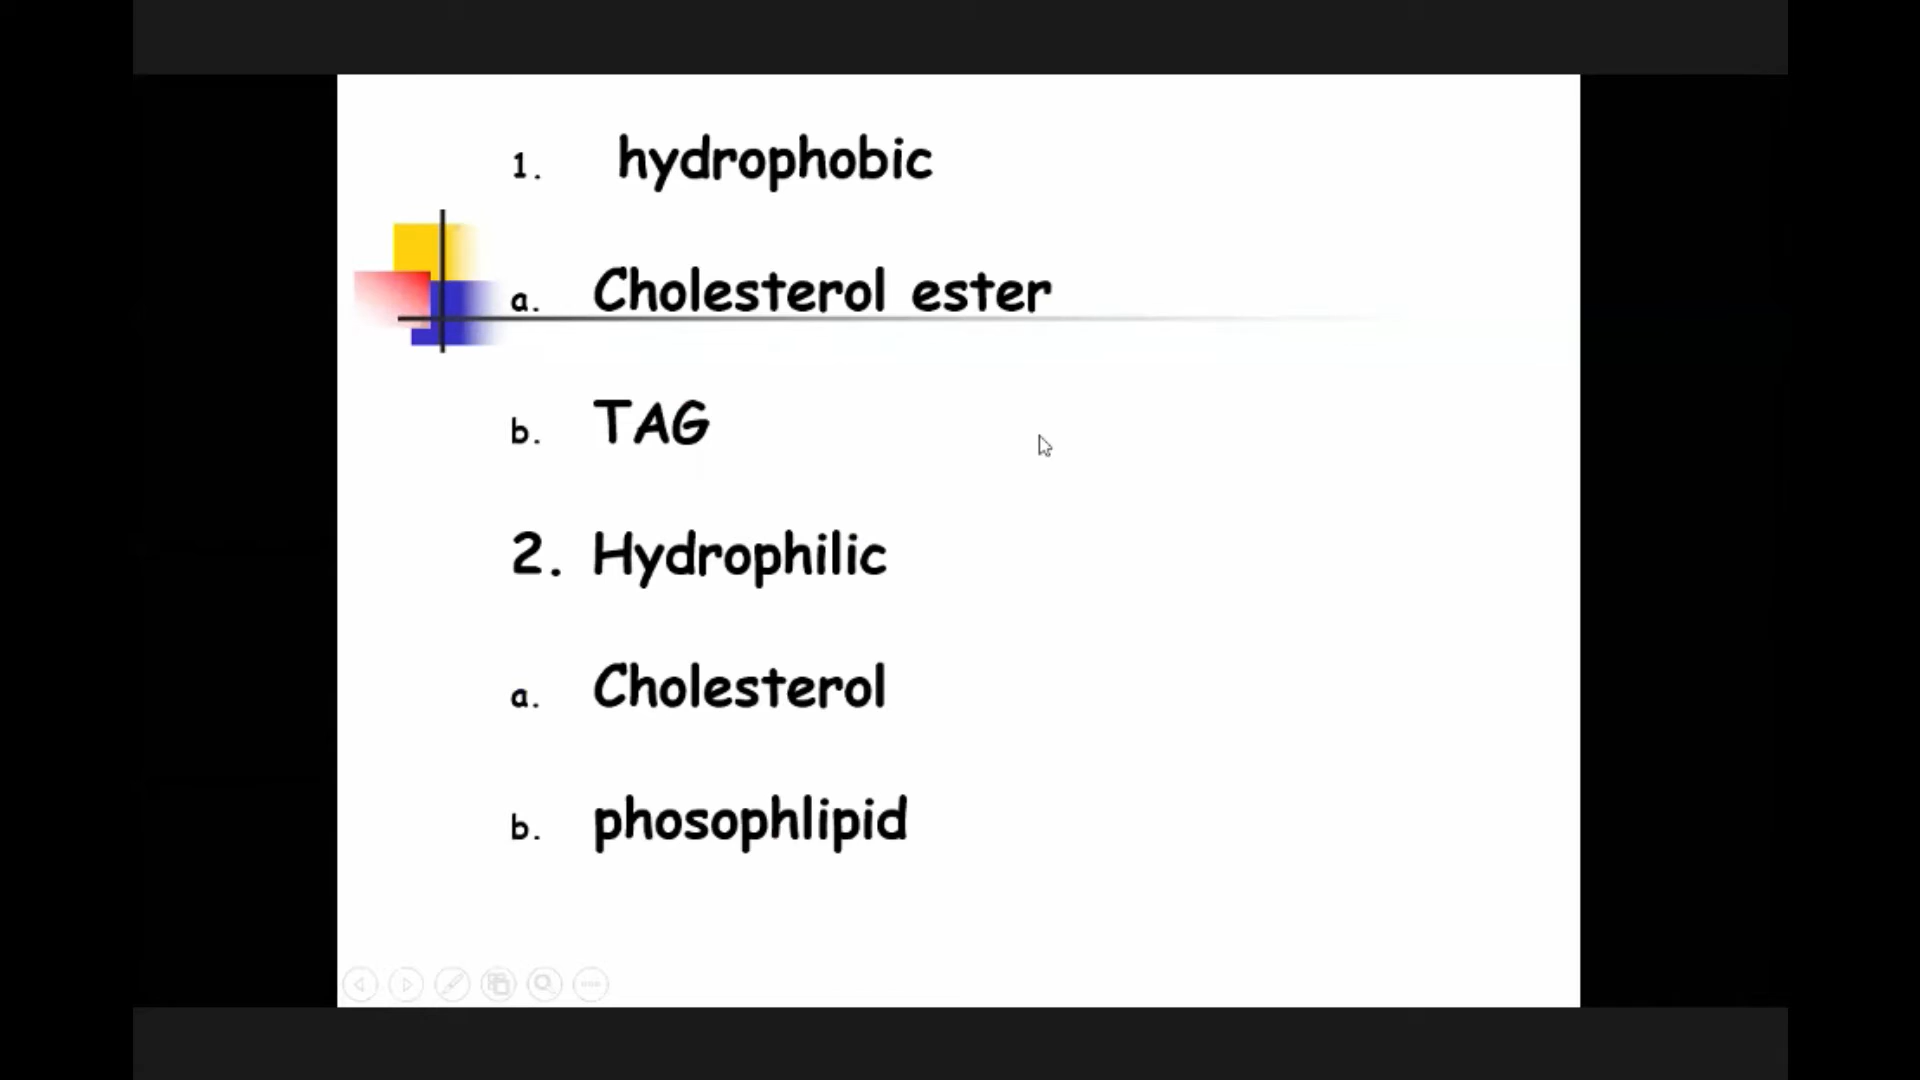 1. hydrophobic
a. Cholesterol ester
b. TAG
2. Hydrophilic
a. Cholesterol
b. phosophlipid